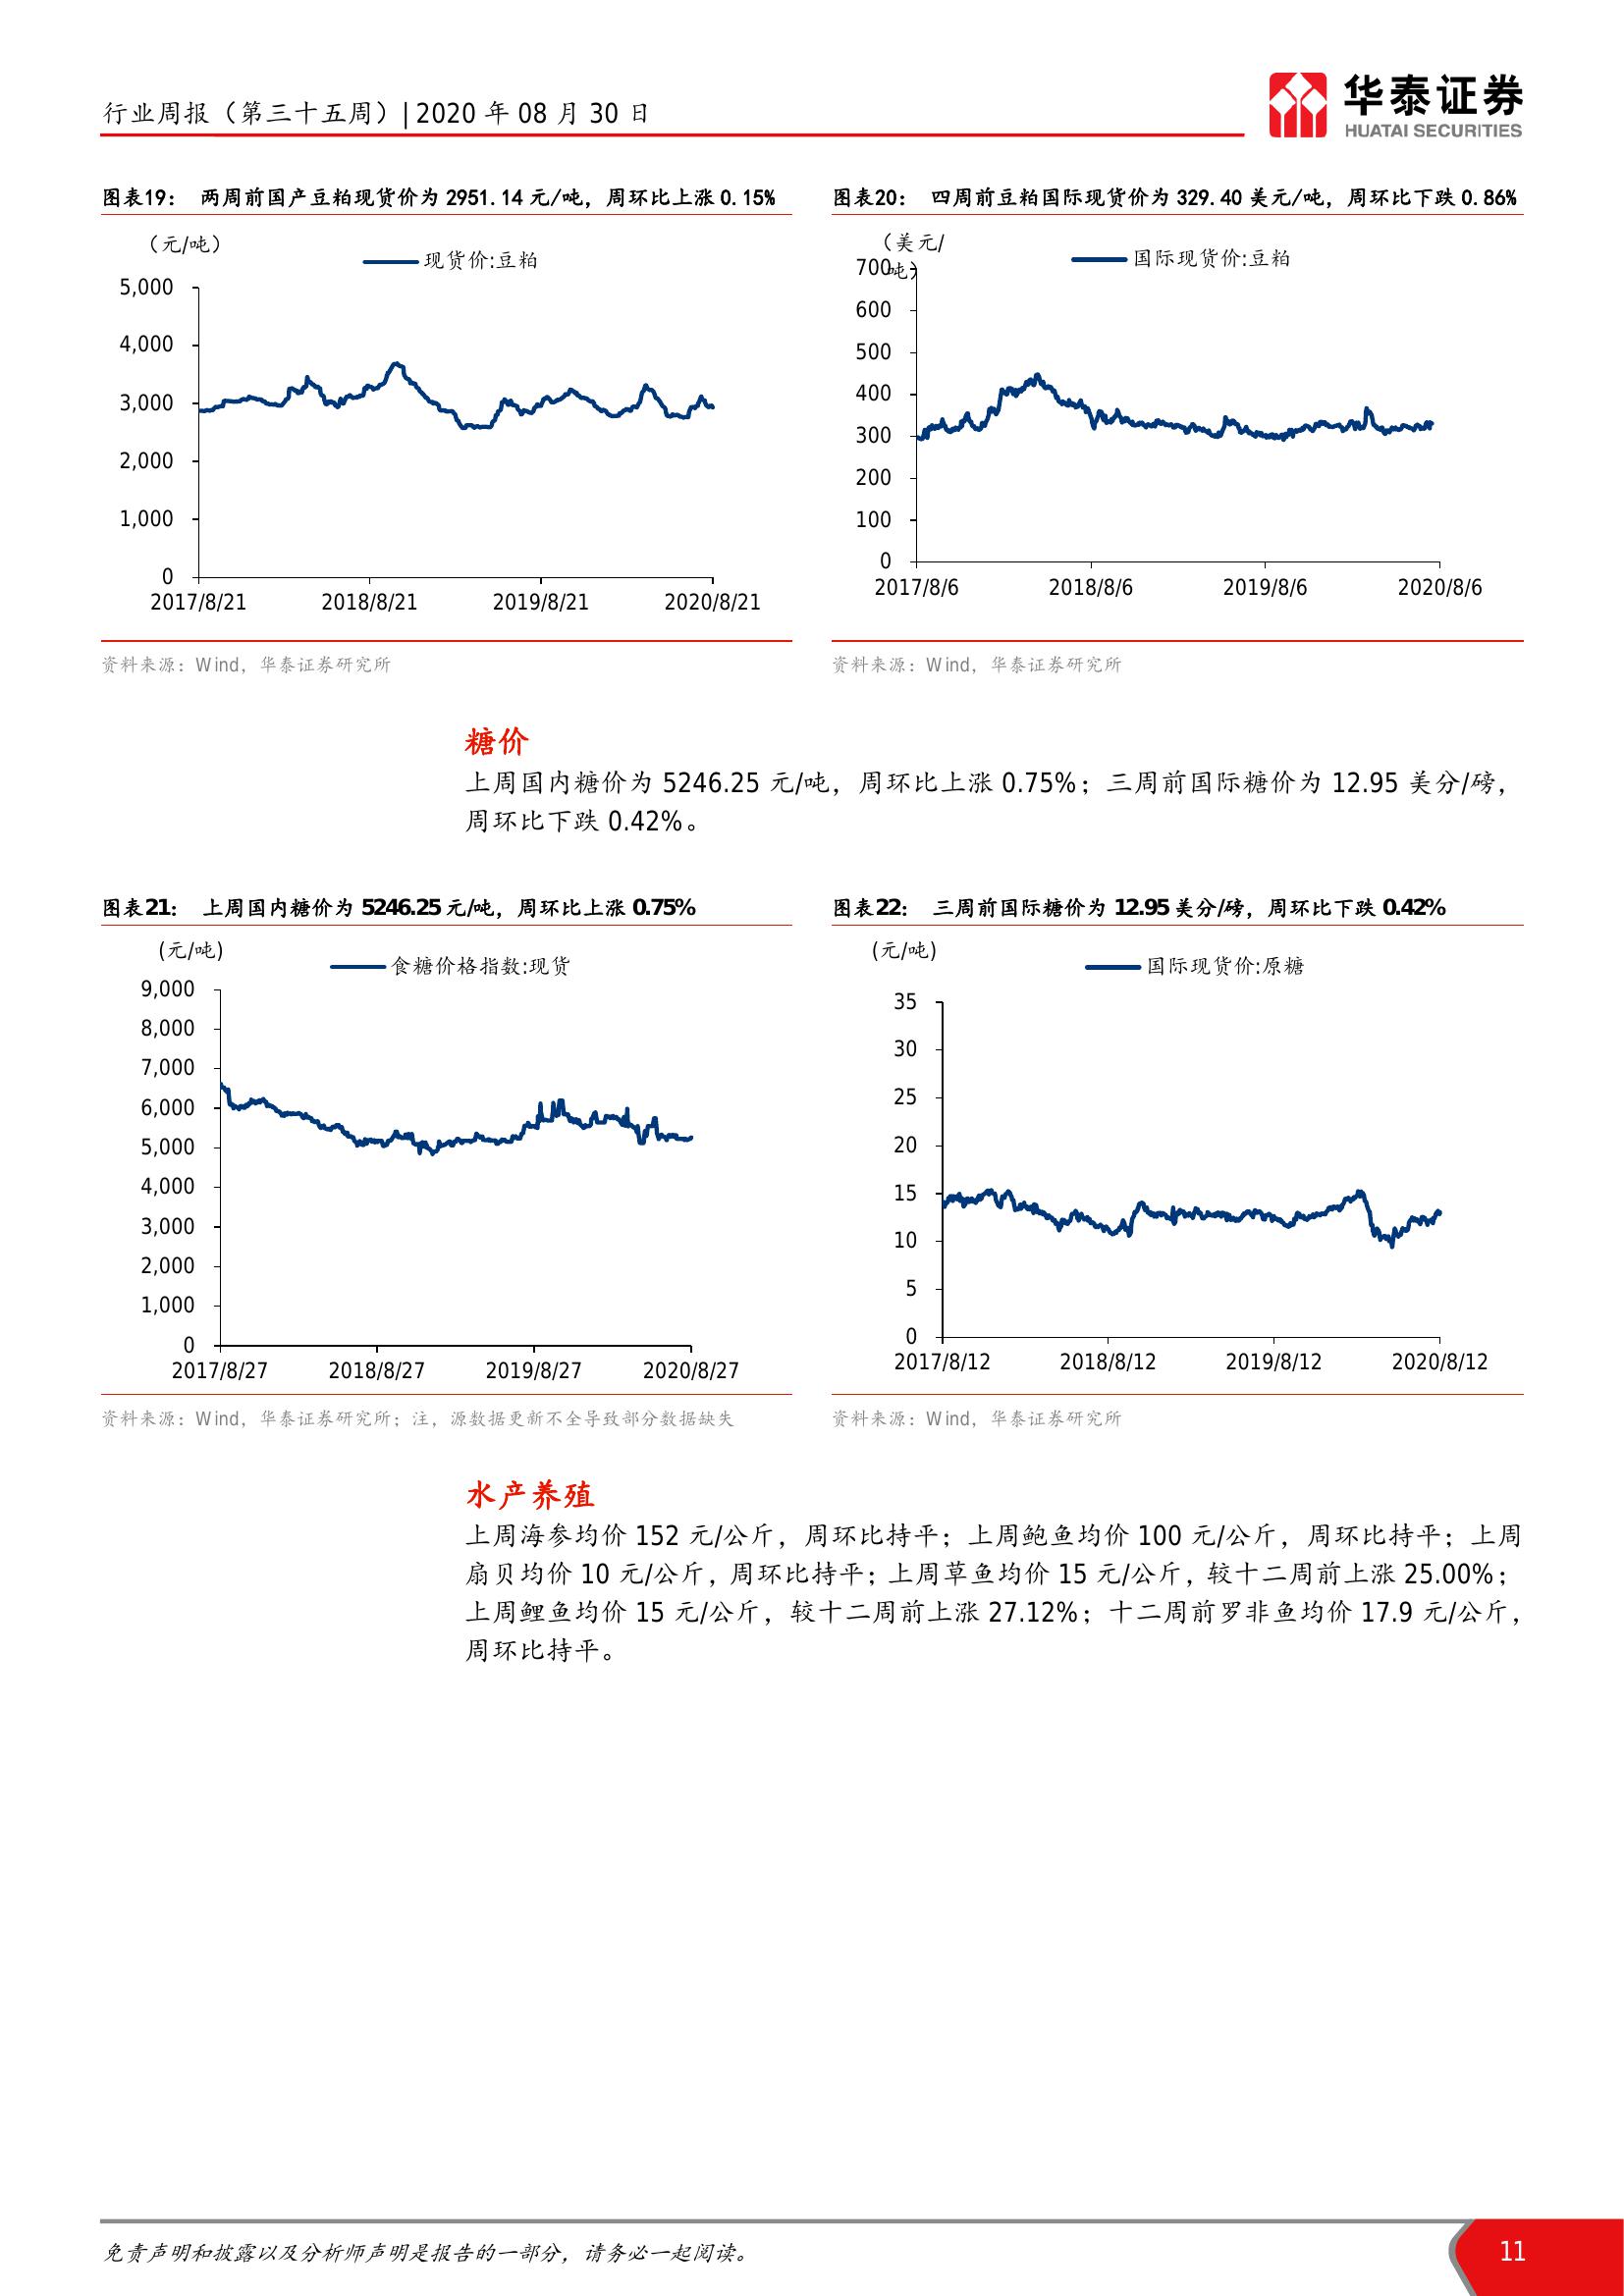 行业周报（第三十五周）| 2020 年 08 月 30 日
华泰证券
HUATAI SECURITIES
图表19： 两周前国产豆粕现货价为 2951.14 元/吨，周环比上涨 0.15%
（元/吨）
现货价:豆粕
5,000
4,000
3,000
2,000
1,000
0
2017/8/21 2018/8/21 2019/8/21 2020/8/21
资料来源：Wind，华泰证券研究所
图表20： 四周前豆粕国际现货价为 329.40 美元/吨，周环比下跌 0.86%
（美元/
吨）
国际现货价:豆粕
700
600
500
400
300
200
100
0
2017/8/6 2018/8/6 2019/8/6 2020/8/6
资料来源：Wind，华泰证券研究所
糖价
上周国内糖价为 5246.25 元/吨，周环比上涨 0.75%；三周前国际糖价为 12.95 美分/磅，
周环比下跌 0.42%。
图表21： 上周国内糖价为 5246.25 元/吨，周环比上涨 0.75%
(元/吨)
食糖价格指数:现货
9,000
8,000
7,000
6,000
5,000
4,000
3,000
2,000
1,000
0
2017/8/27 2018/8/27 2019/8/27 2020/8/27
资料来源：Wind，华泰证券研究所；注，源数据更新不全导致部分数据缺失
图表22： 三周前国际糖价为 12.95 美分/磅，周环比下跌 0.42%
(元/吨)
国际现货价:原糖
35
30
25
20
15
10
5
0
2017/8/12 2018/8/12 2019/8/12 2020/8/12
资料来源：Wind，华泰证券研究所
水产养殖
上周海参均价 152 元/公斤，周环比持平；上周鲍鱼均价 100 元/公斤，周环比持平；上周
扇贝均价 10 元/公斤，周环比持平；上周草鱼均价 15 元/公斤，较十二周前上涨 25.00%；
上周鲤鱼均价 15 元/公斤，较十二周前上涨 27.12%；十二周前罗非鱼均价 17.9 元/公斤，
周环比持平。
免责声明和披露以及分析师声明是报告的一部分，请务必一起阅读。
11